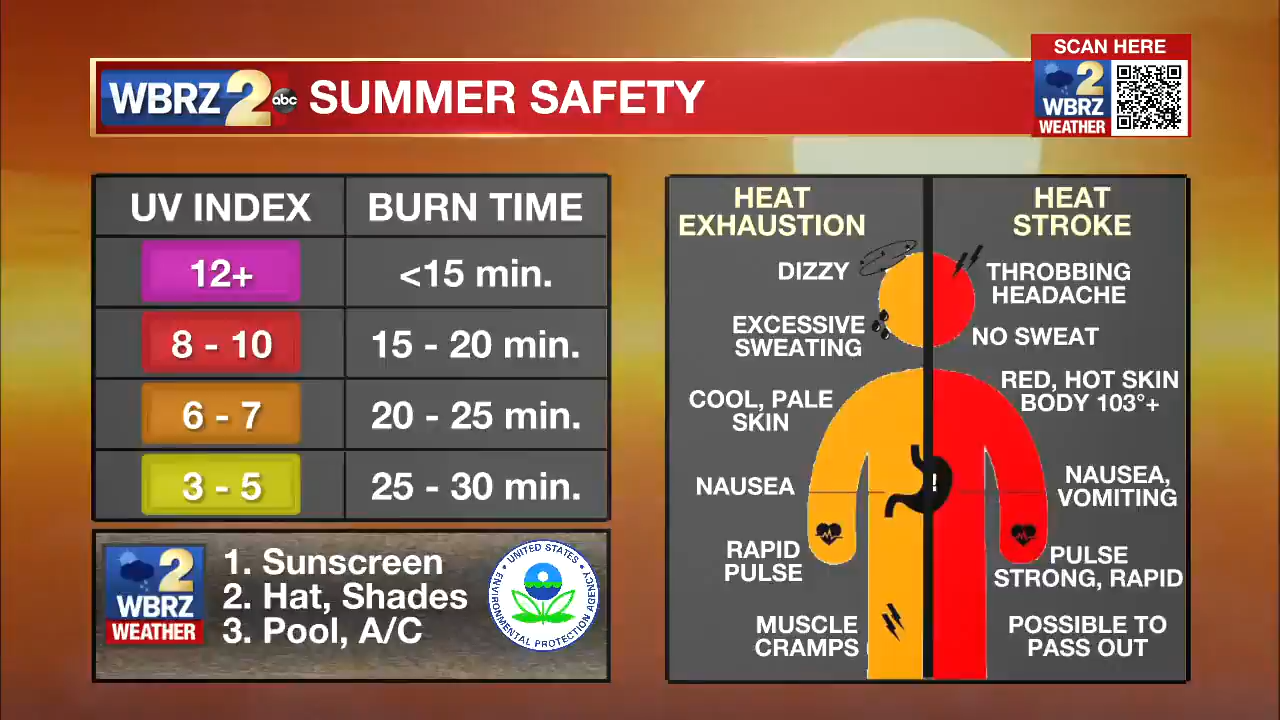 WBRZ 2 abc SUMMER SAFETY
SCAN HERE
2
WBRZ
WEATHER
UV INDEX BURN TIME
12+ <15 min.
8 - 10 15 - 20 min.
6 - 7 20 - 25 min.
3 - 5 25 - 30 min.
2
WBRZ
WEATHER
1. Sunscreen
2. Hat, Shades
3. Pool, A/C
UNITED STATES
ENVIRONMENTAL PROTECTION AGENCY
HEAT
EXHAUSTION
DIZZY
EXCESSIVE
SWEATING
COOL, PALE
SKIN
NAUSEA
RAPID
PULSE
MUSCLE
CRAMPS
!
HEAT
STROKE
THROBBING
HEADACHE
NO SWEAT
RED, HOT SKIN
BODY 103°+
NAUSEA,
VOMITING
PULSE
STRONG, RAPID
POSSIBLE TO
PASS OUT